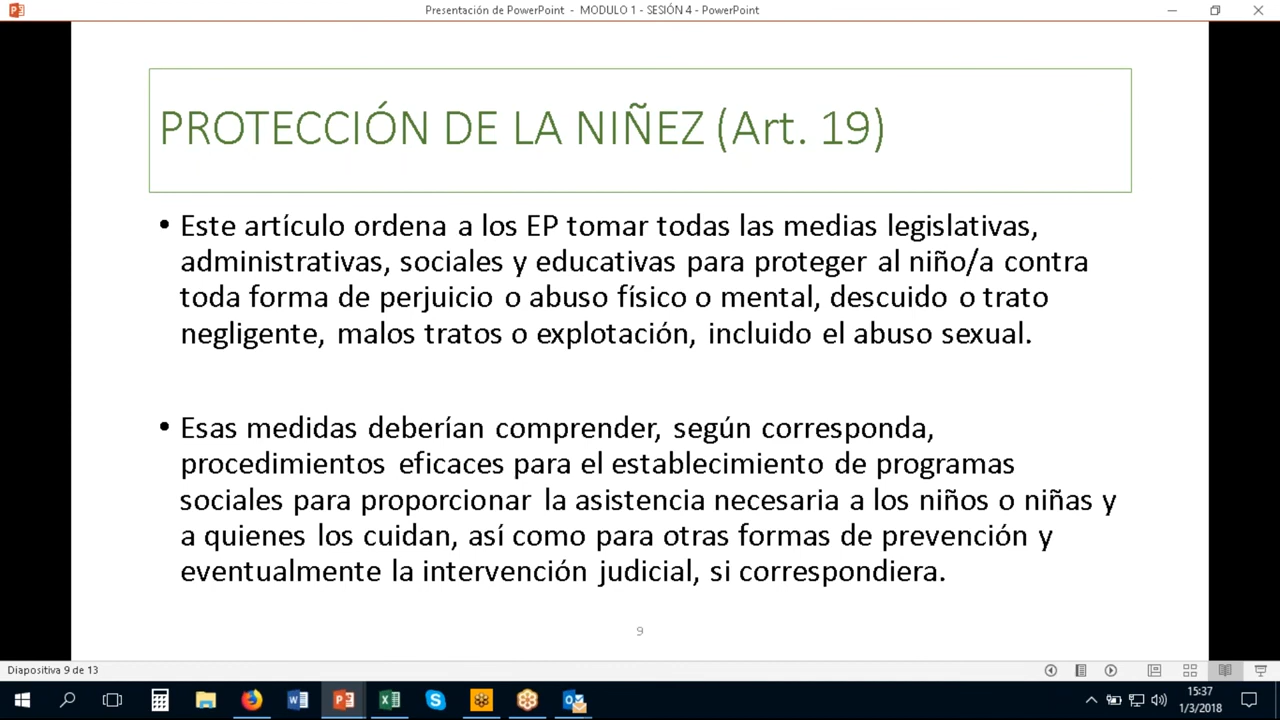 Presentación de PowerPoint - MODULO 1 - SESIÓN 4 - PowerPoint
PROTECCIÓN DE LA NIÑEZ (Art. 19)
• Este artículo ordena a los EP tomar todas las medias legislativas,
administrativas, sociales y educativas para proteger al niño/a contra
toda forma de perjuicio o abuso físico o mental, descuido o trato
negligente, malos tratos o explotación, incluido el abuso sexual.
• Esas medidas deberían comprender, según corresponda,
procedimientos eficaces para el establecimiento de programas
sociales para proporcionar la asistencia necesaria a los niños o niñas y
a quienes los cuidan, así como para otras formas de prevención y
eventualmente la intervención judicial, si correspondiera.
9
Diapositiva 9 de 13
15:37
1/3/2018